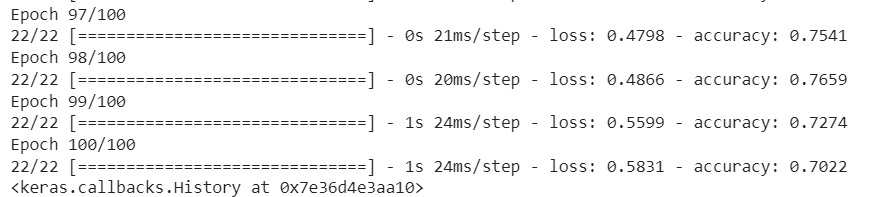 Epoch 97/100
22/22 [==============================] - 0s 21ms/step - loss: 0.4798 - accuracy: 0.7541
Epoch 98/100
22/22 [==============================] - 0s 20ms/step - loss: 0.4866 - accuracy: 0.7659
Epoch 99/100
22/22 [==============================] - 1s 24ms/step - loss: 0.5599 - accuracy: 0.7274
Epoch 100/100
22/22 [==============================] - 1s 24ms/step - loss: 0.5831 - accuracy: 0.7022
<keras.callbacks.History at 0x7e36d4e3aa10>